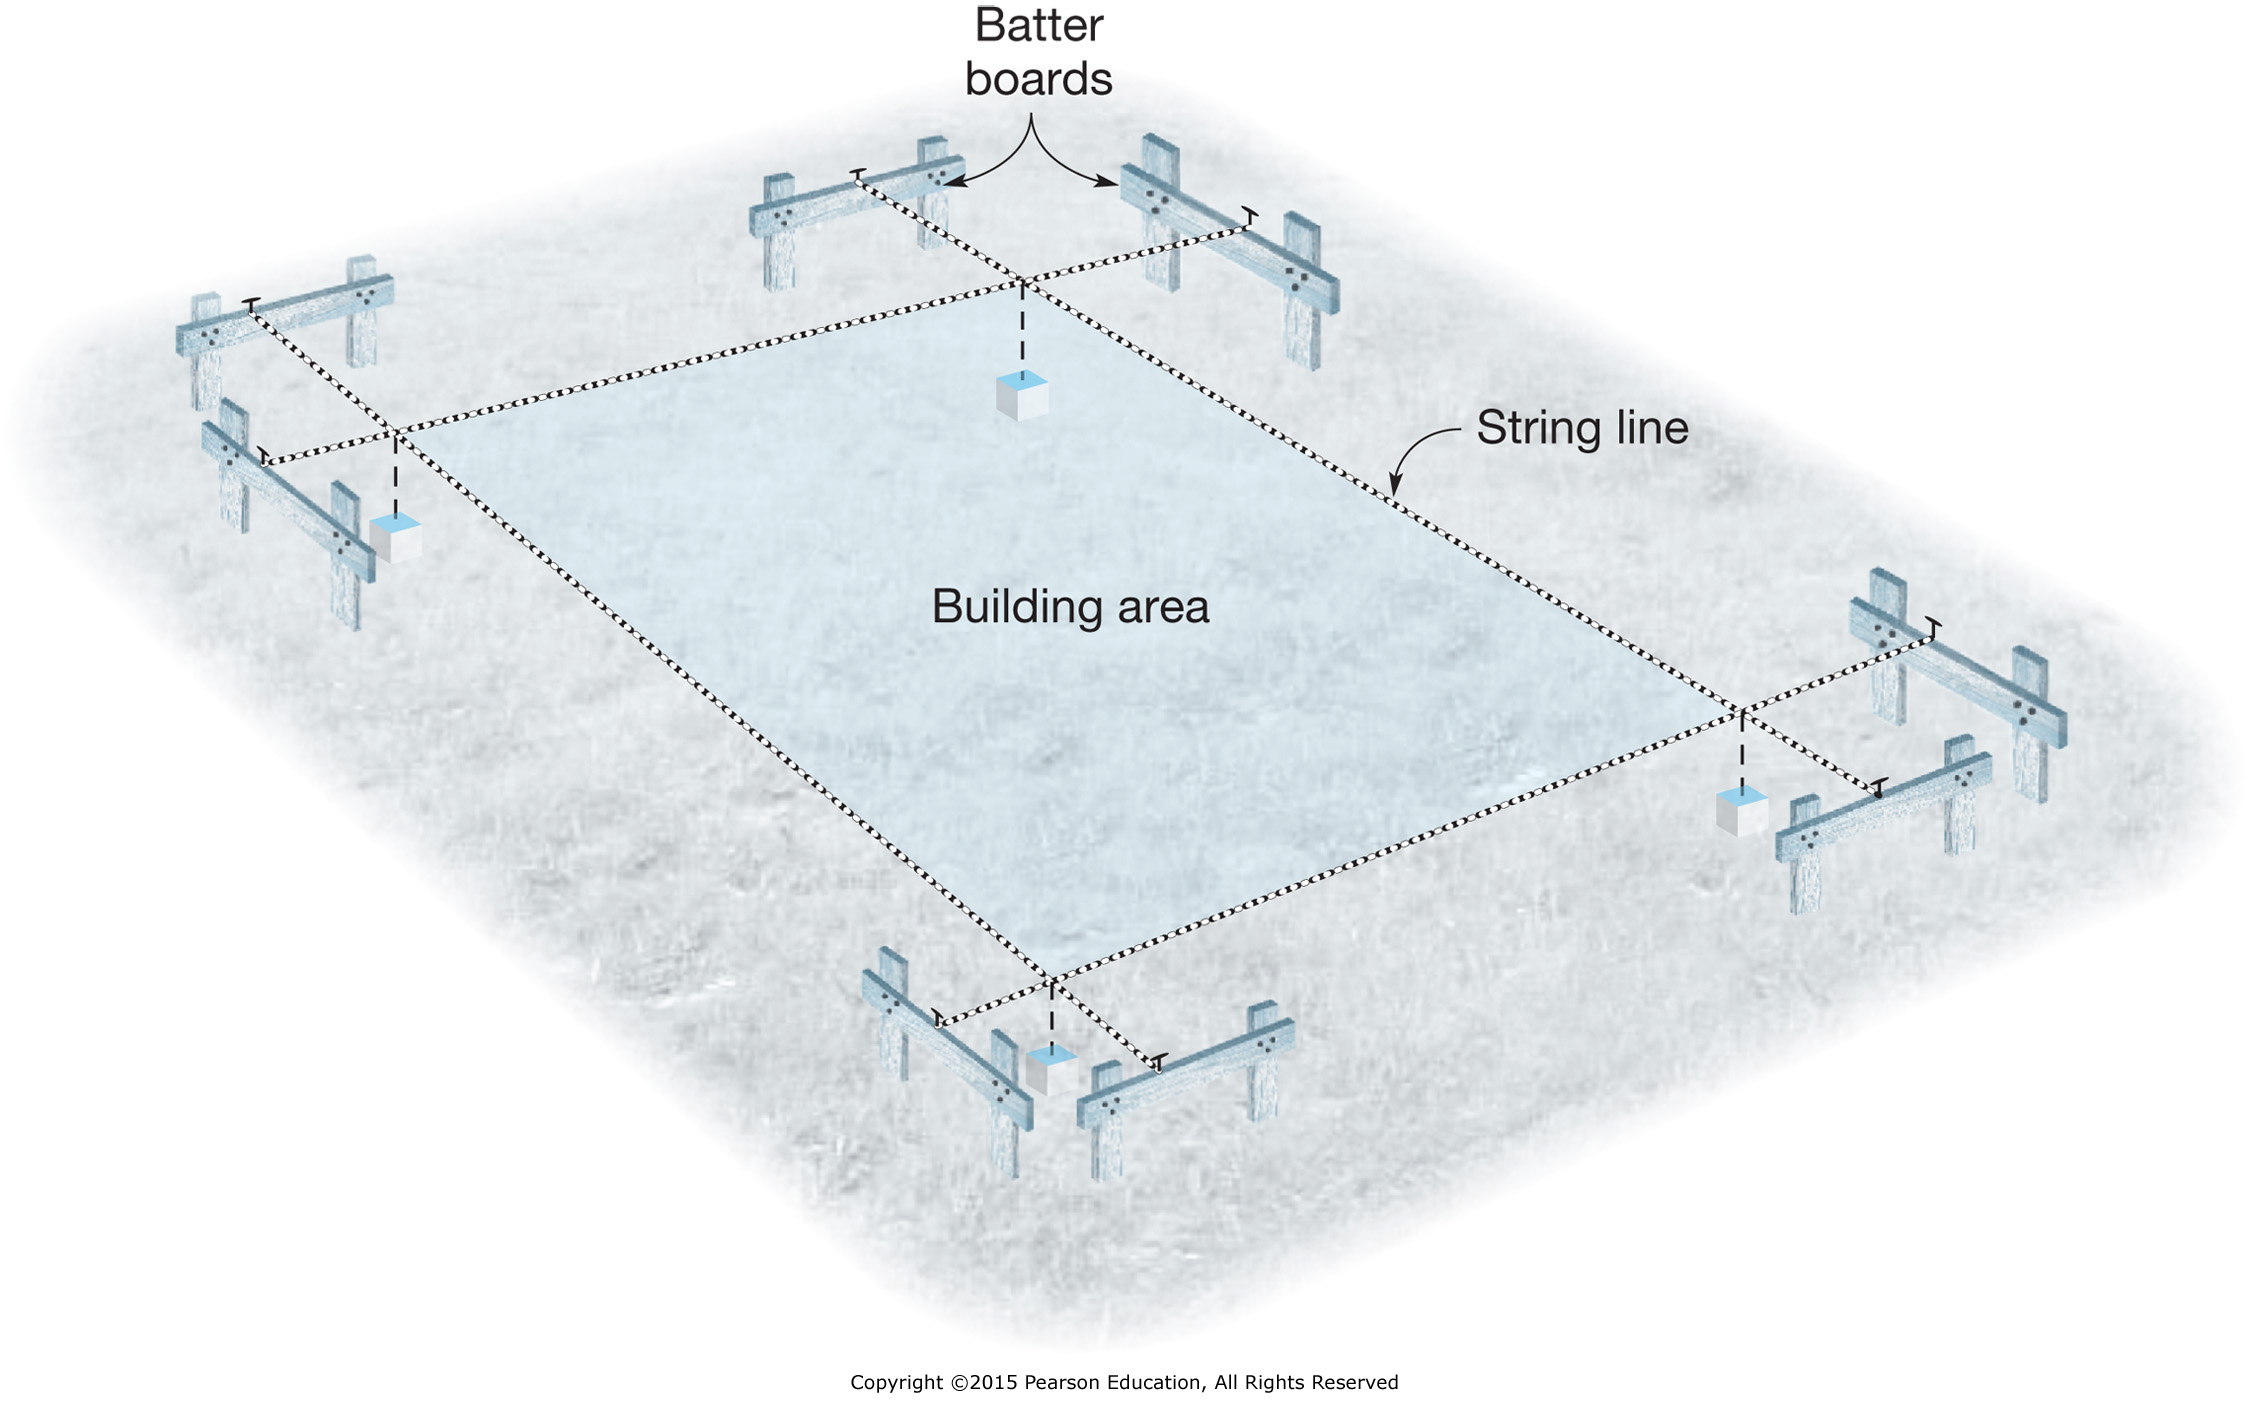 Batter
boards
String line
Building area
Copyright ©2015 Pearson Education, All Rights Reserved